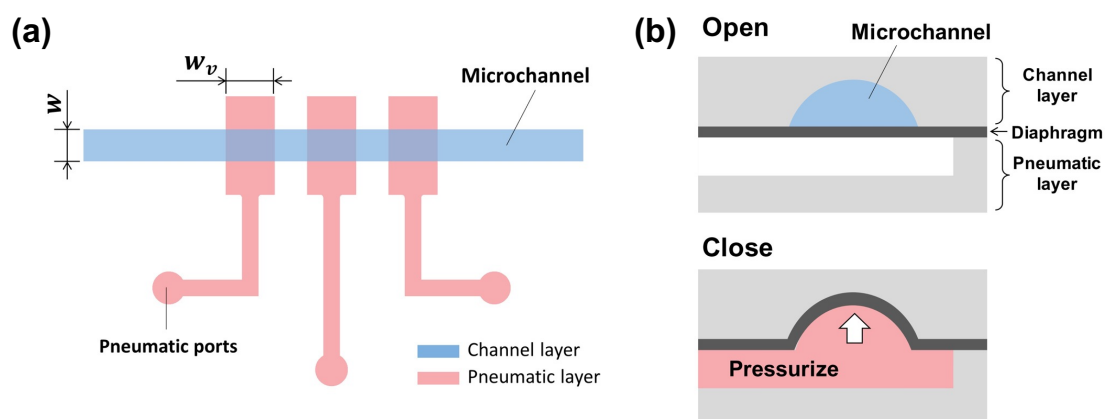 (a)
w_v
w
Microchannel
Pneumatic ports
Channel layer
Pneumatic layer
(b)
Open
Microchannel
Channel
layer
Diaphragm
Pneumatic
layer
Close
Pressurize